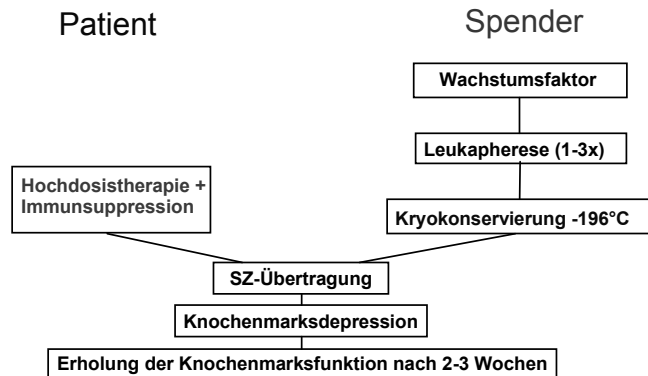 Patient
Spender
Wachstumsfaktor
Leukapherese (1-3x)
Hochdosistherapie +
Immunsuppression
Kryokonservierung -196°C
SZ-Übertragung
Knochenmarksdepression
Erholung der Knochenmarksfunktion nach 2-3 Wochen